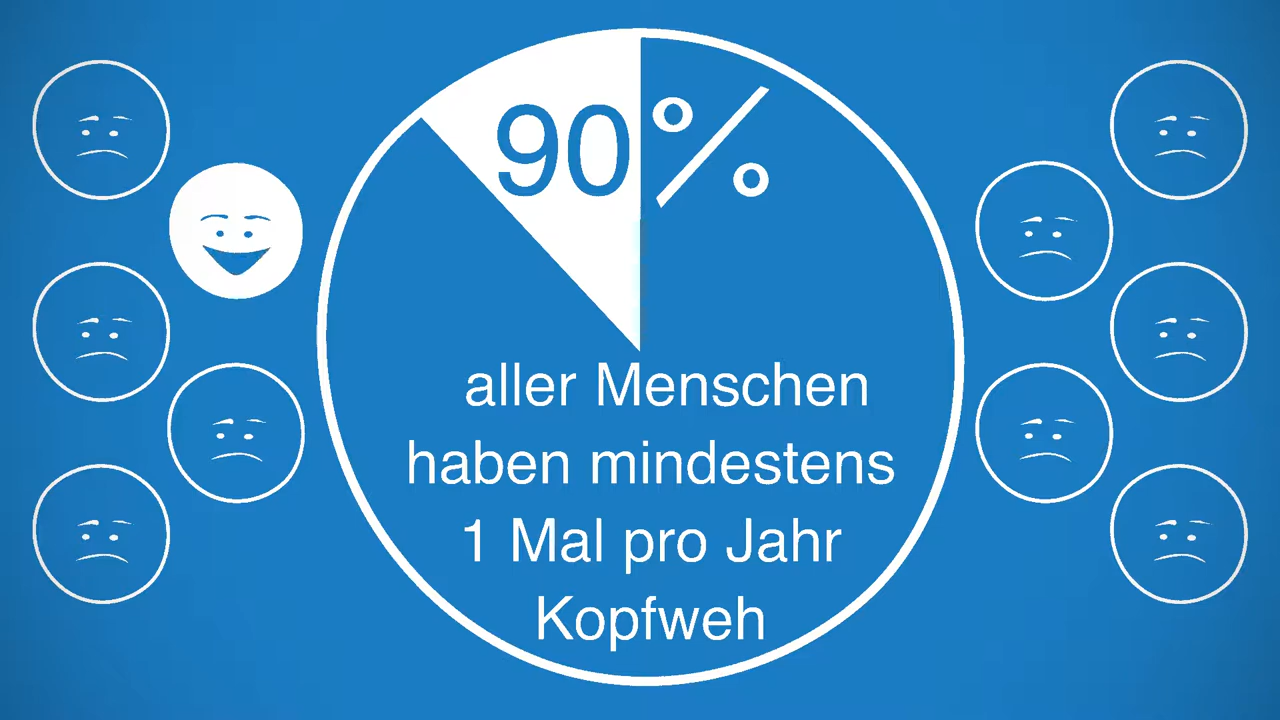 90%
aller Menschen
haben mindestens
1 Mal pro Jahr
Kopfweh